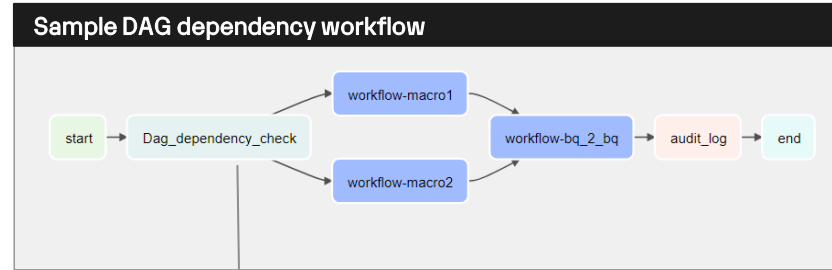 Sample DAG dependency workflow
workflow-macro1
start
Dag_dependency_check
workflow-bq_2_bq
audit_log
end
workflow-macro2